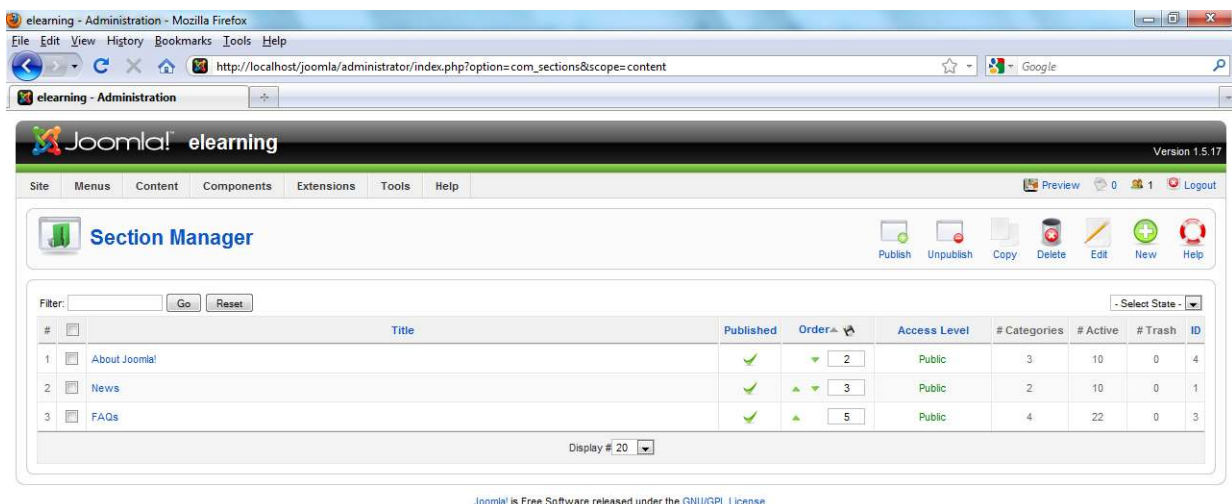 elearning - Administration - Mozilla Firefox
File Edit View History Bookmarks Tools Help
http://localhost/joomla/administrator/index.php?option=com_sections&scope=content
Google
elearning - Administration
Joomla!™ elearning
Version 1.5.17
Site Menus Content Components Extensions Tools Help
Preview 0 1 Logout
Section Manager
Publish Unpublish Copy Delete Edit New Help
Filter: Go Reset - Select State -
# Title Published Order Access Level # Categories # Active # Trash ID
1 About Joomla! 2 Public 3 10 0 4
2 News 3 Public 2 10 0 1
3 FAQs 5 Public 4 22 0 3
Display # 20
Joomla! is Free Software released under the GNU/GPL License.